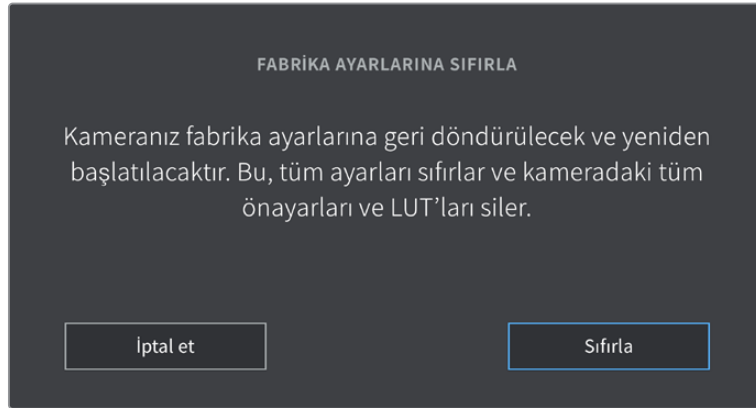 FABRİKA AYARLARINA SIFIRLA
Kameranız fabrika ayarlarına geri döndürülecek ve yeniden
başlatılacaktır. Bu, tüm ayarları sıfırlar ve kameradaki tüm
önayarları ve LUT’ları siler.
İptal et
Sıfırla